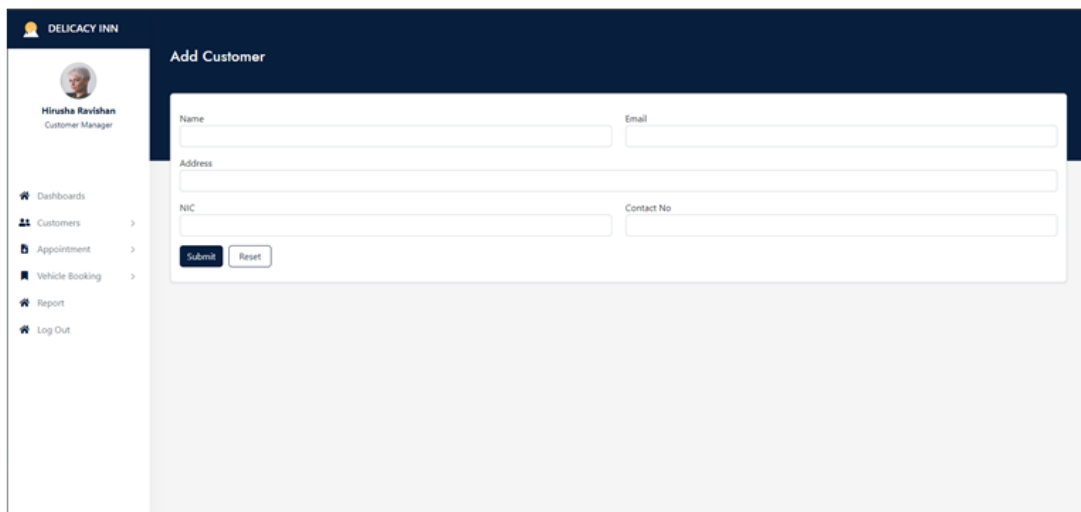 DELICACY INN
Add Customer
Hirusha Ravishan
Customer Manager
Name
Email
Address
NIC
Contact No
Submit
Reset
Dashboards
Customers
Appointment
Vehicle Booking
Report
Log Out